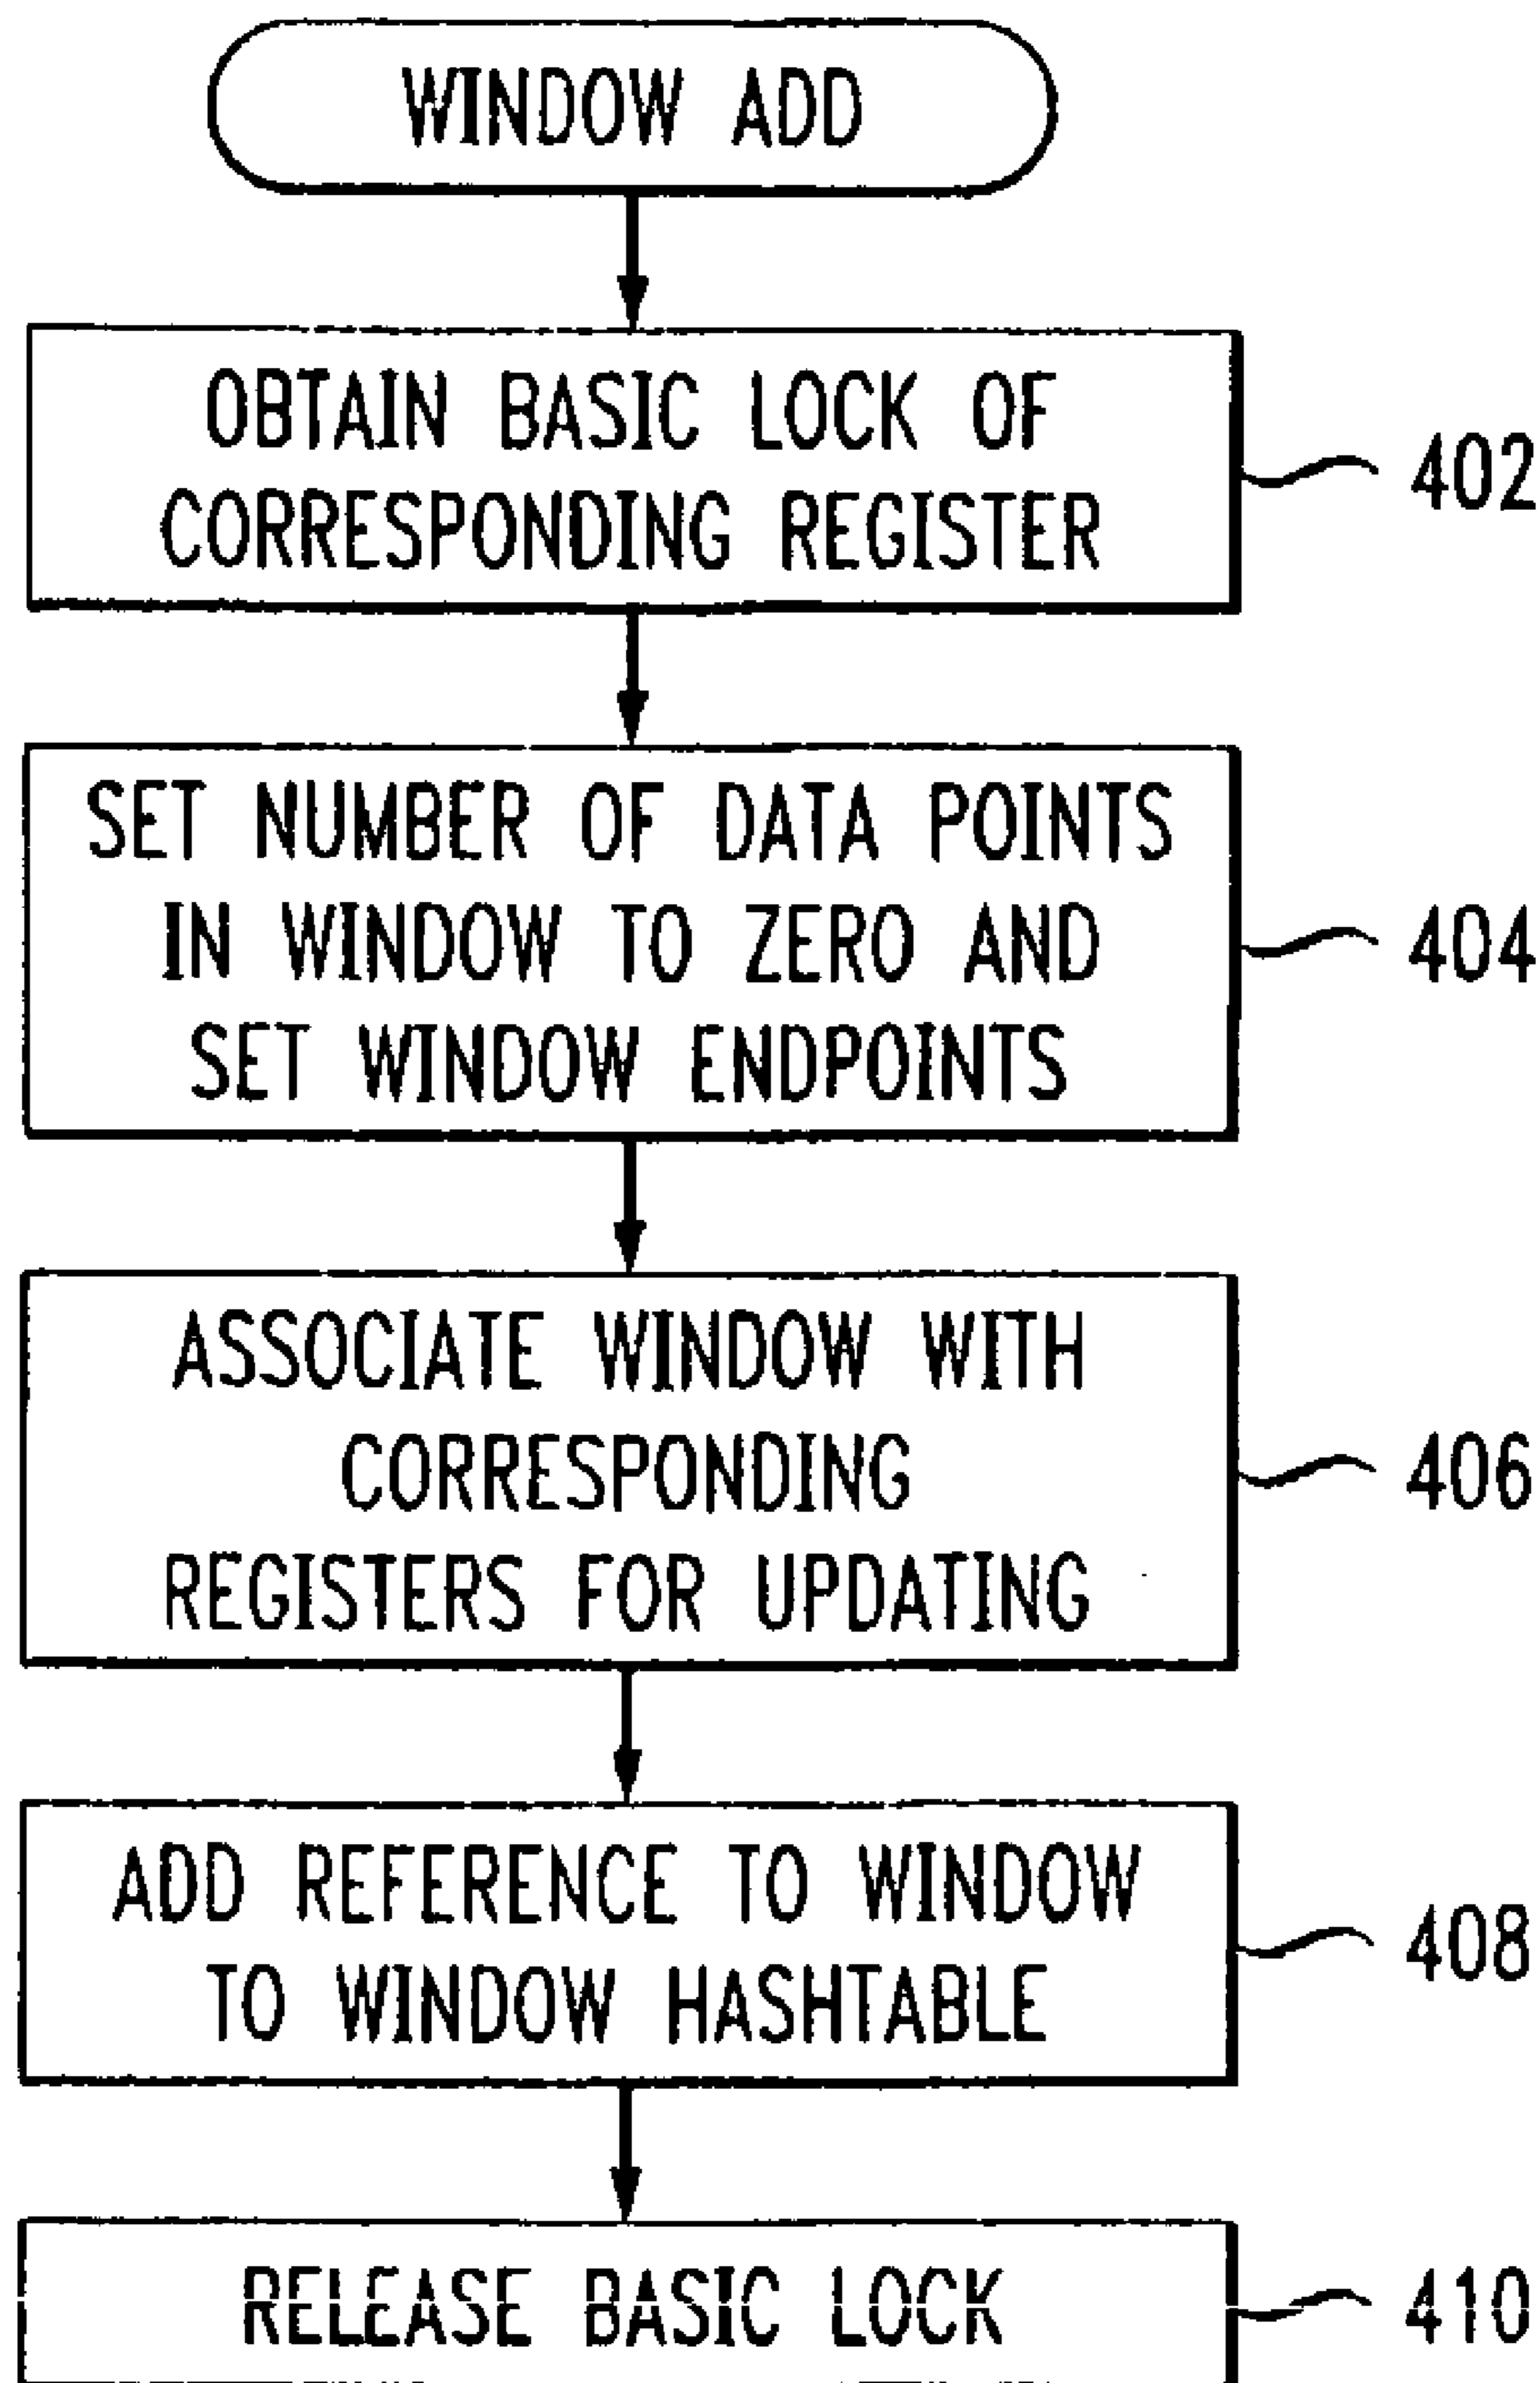 WINDOW ADD
OBTAIN BASIC LOCK OF
CORRESPONDING REGISTER
402
SET NUMBER OF DATA POINTS
IN WINDOW TO ZERO AND
SET WINDOW ENDPOINTS
404
ASSOCIATE WINDOW WITH
CORRESPONDING
REGISTERS FOR UPDATING
406
ADD REFERENCE TO WINDOW
TO WINDOW HASHTABLE
408
RELEASE BASIC LOCK
410